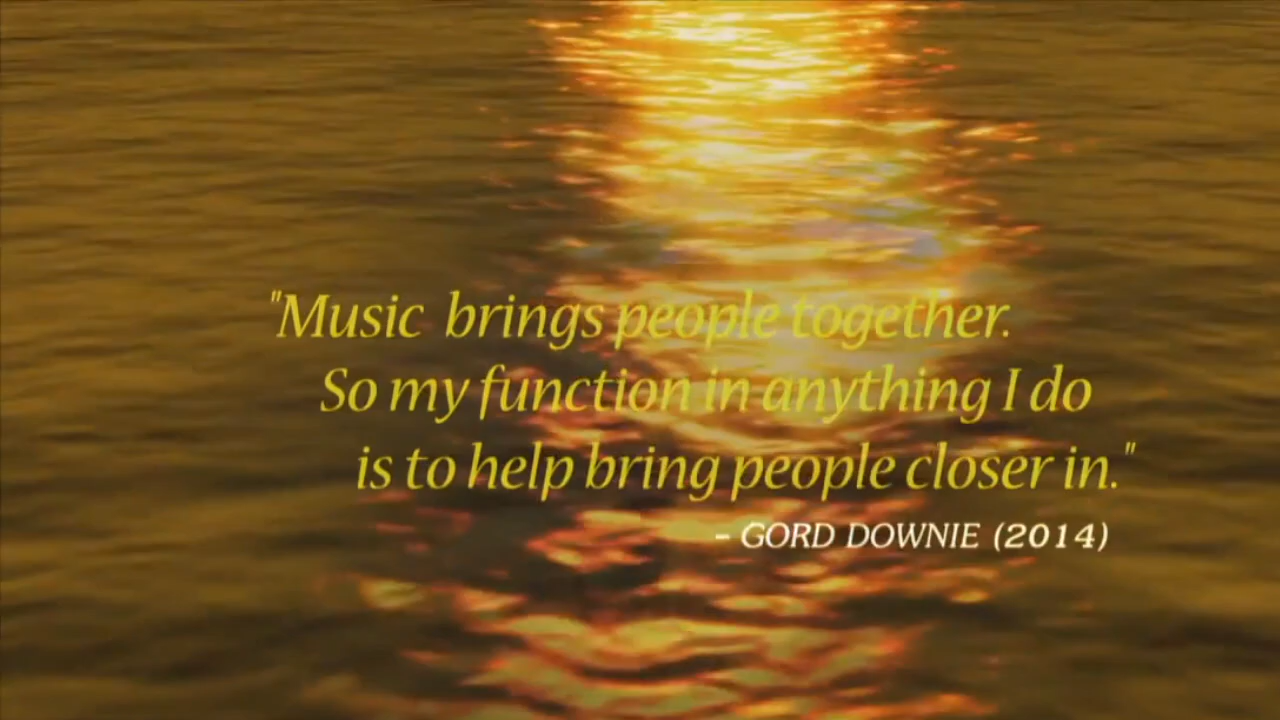 "Music brings people together.
So my function in anything I do
is to help bring people closer in."
- GORD DOWNIE (2014)